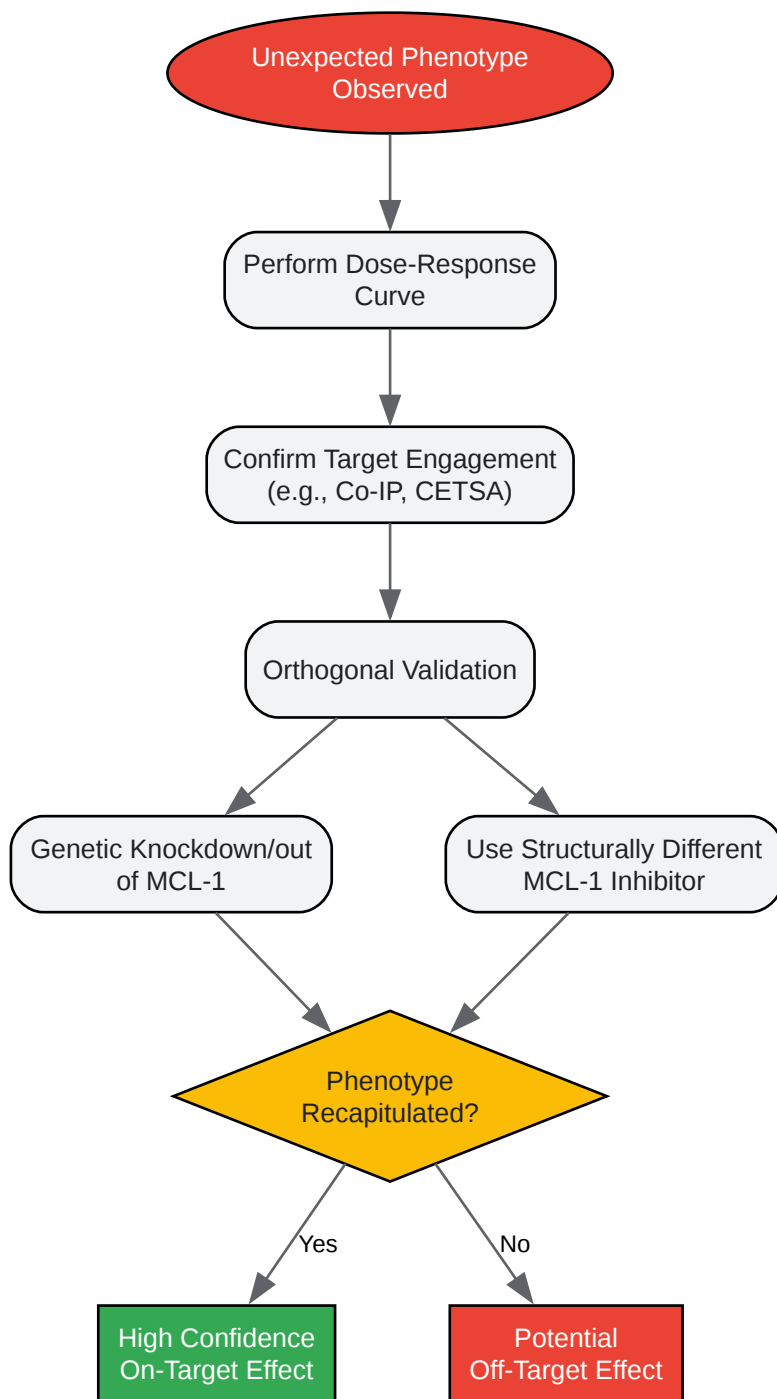 Unexpected Phenotype
Observed
Perform Dose-Response
Curve
Confirm Target Engagement
(e.g., Co-IP, CETSA)
Orthogonal Validation
Genetic Knockdown/out
of MCL-1
Use Structurally Different
MCL-1 Inhibitor
Phenotype
Recapitulated?
Yes
No
High Confidence
On-Target Effect
Potential
Off-Target Effect